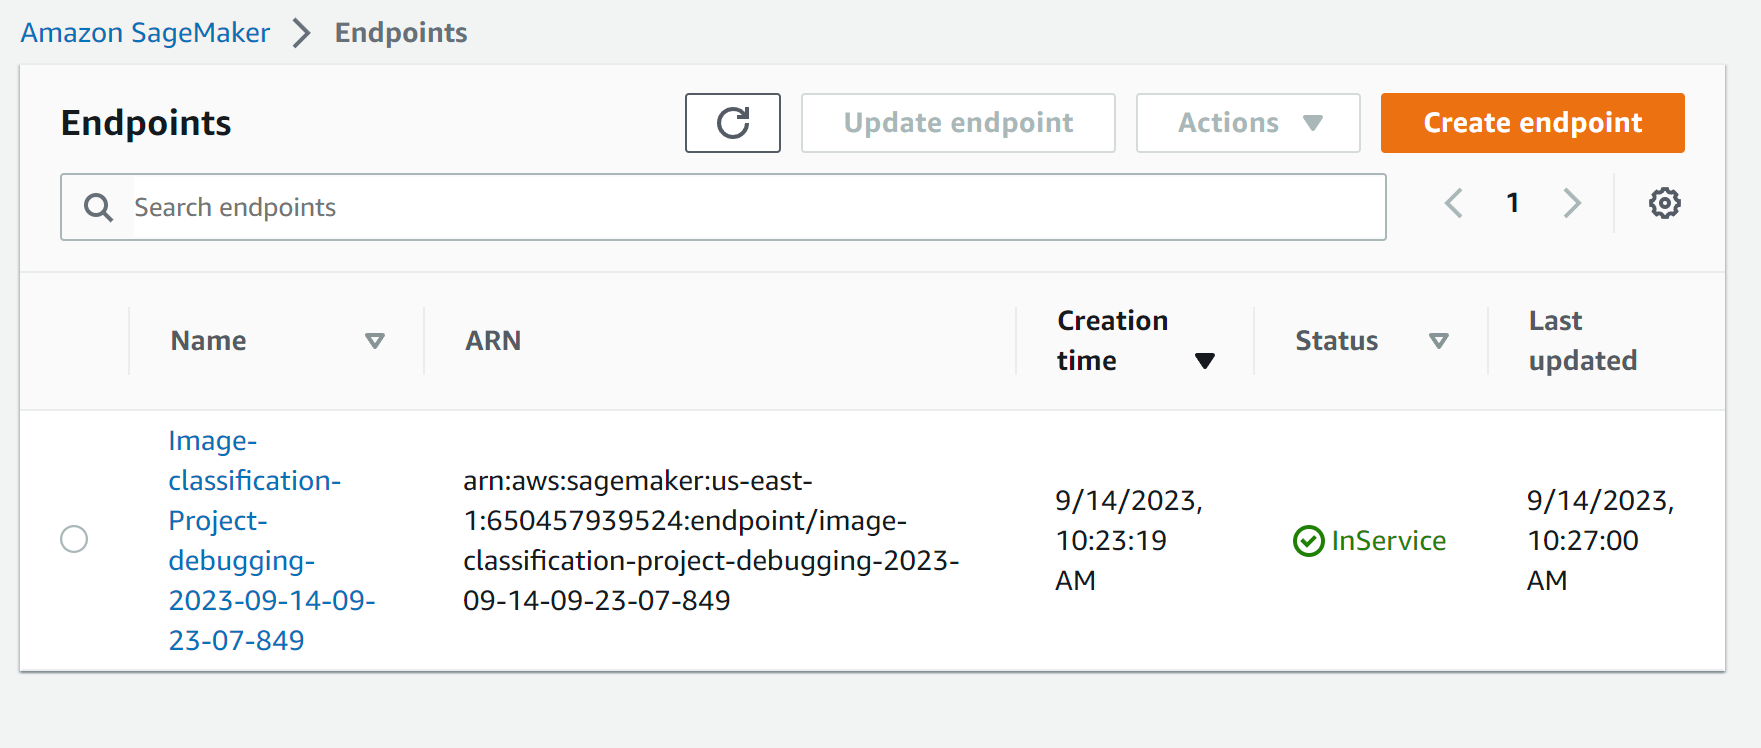 Amazon SageMaker > Endpoints
Endpoints
Update endpoint
Actions
Create endpoint
Search endpoints
1
Name
ARN
Creation
time
Status
Last
updated
Image-
classification-
Project-
debugging-
2023-09-14-09-
23-07-849
arn:aws:sagemaker:us-east-
1:650457939524:endpoint/image-
classification-project-debugging-2023-
09-14-09-23-07-849
9/14/2023,
10:23:19
AM
InService
9/14/2023,
10:27:00
AM